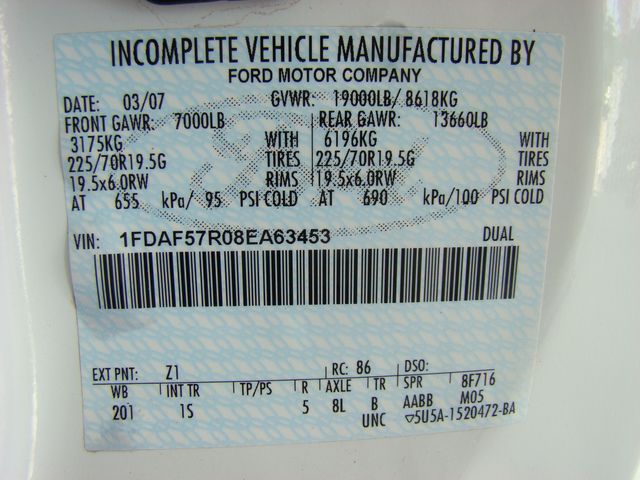 INCOMPLETE VEHICLE MANUFACTURED BY
FORD MOTOR COMPANY
DATE: 03/07 GVWR: 19000LB/ 8618KG
FRONT GAWR: 7000LB REAR GAWR: 13660LB
3175KG WITH 6196KG WITH
225/70R19.5G TIRES 225/70R19.5G TIRES
19.5x6.0RW RIMS 19.5x6.0RW RIMS
AT 655 kPa/ 95 PSI COLD AT 690 kPa/100 PSI COLD
VIN: 1FDAF57R08EA63453 DUAL
EXT PNT: Z1 RC: 86 DSO:
WB INT TR TP/PS R AXLE TR SPR 8F716
201 1S 5 8L B AABB M05
UNC ▽5U5A-1520472-BA